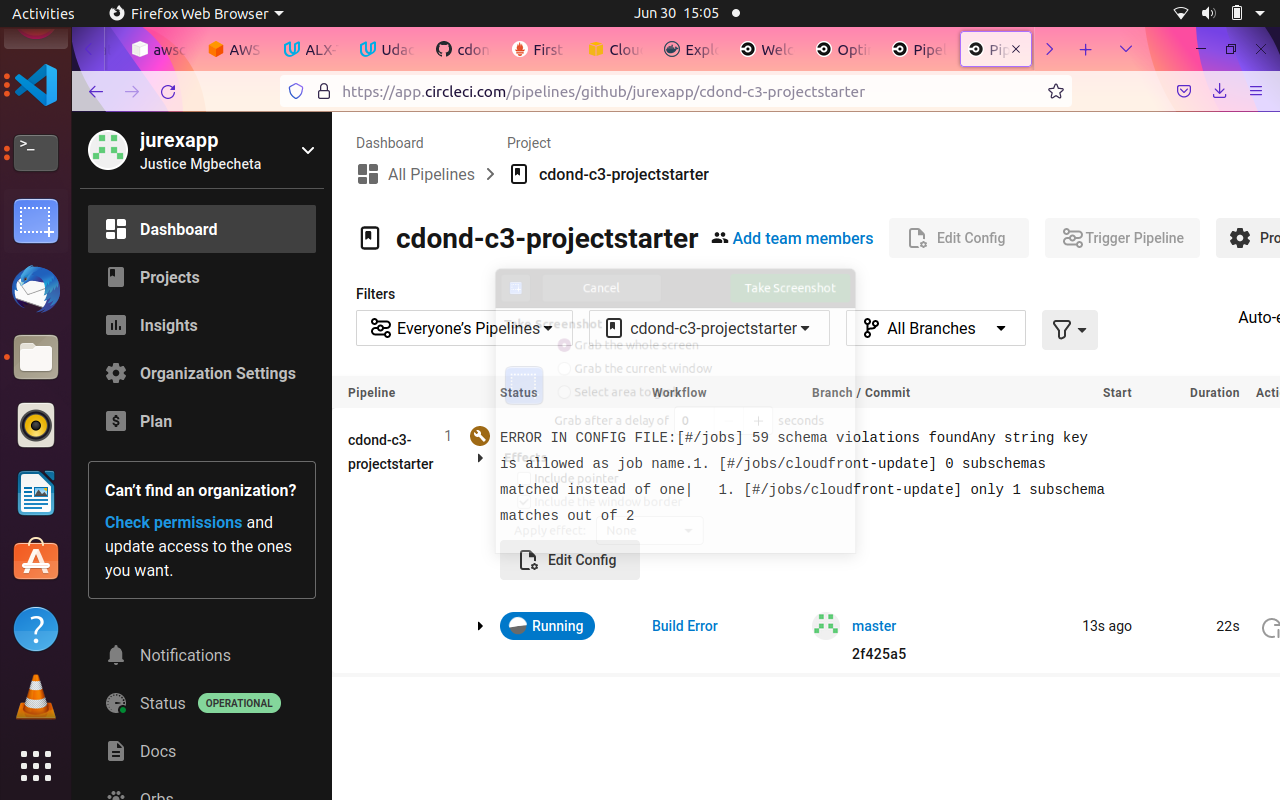 Activities
Firefox Web Browser
Jun 30 15:05
awsc
AWS
ALX-
Udac
cdon
First
Clou
Explo
Welc
Opti
Pipel
Pip
https://app.circleci.com/pipelines/github/jurexapp/cdond-c3-projectstarter
jurexapp
Justice Mgbecheta
Dashboard
Projects
Insights
Organization Settings
Plan
Can't find an organization?
Check permissions and
update access to the ones
you want.
Notifications
Status OPERATIONAL
Docs
Orbs
Dashboard
Project
All Pipelines
cdond-c3-projectstarter
cdond-c3-projectstarter
Add team members
Edit Config
Trigger Pipeline
Pro
Filters
Everyone's Pipelines
cdond-c3-projectstarter
All Branches
Auto-e
Cancel
Take Screenshot
Take Screenshot
Grab the whole screen
Grab the current window
Select area to
Grab after a delay of 0 + seconds
Effects
Include pointer
Include the window border
Apply effect: None
Pipeline
Status
Workflow
Branch / Commit
Start
Duration
Acti
cdond-c3-
projectstarter
1
ERROR IN CONFIG FILE:[#/jobs] 59 schema violations foundAny string key
is allowed as job name.1. [#/jobs/cloudfront-update] 0 subschemas
matched instead of one| 1. [#/jobs/cloudfront-update] only 1 subschema
matches out of 2
Edit Config
Running
Build Error
master
2f425a5
13s ago
22s